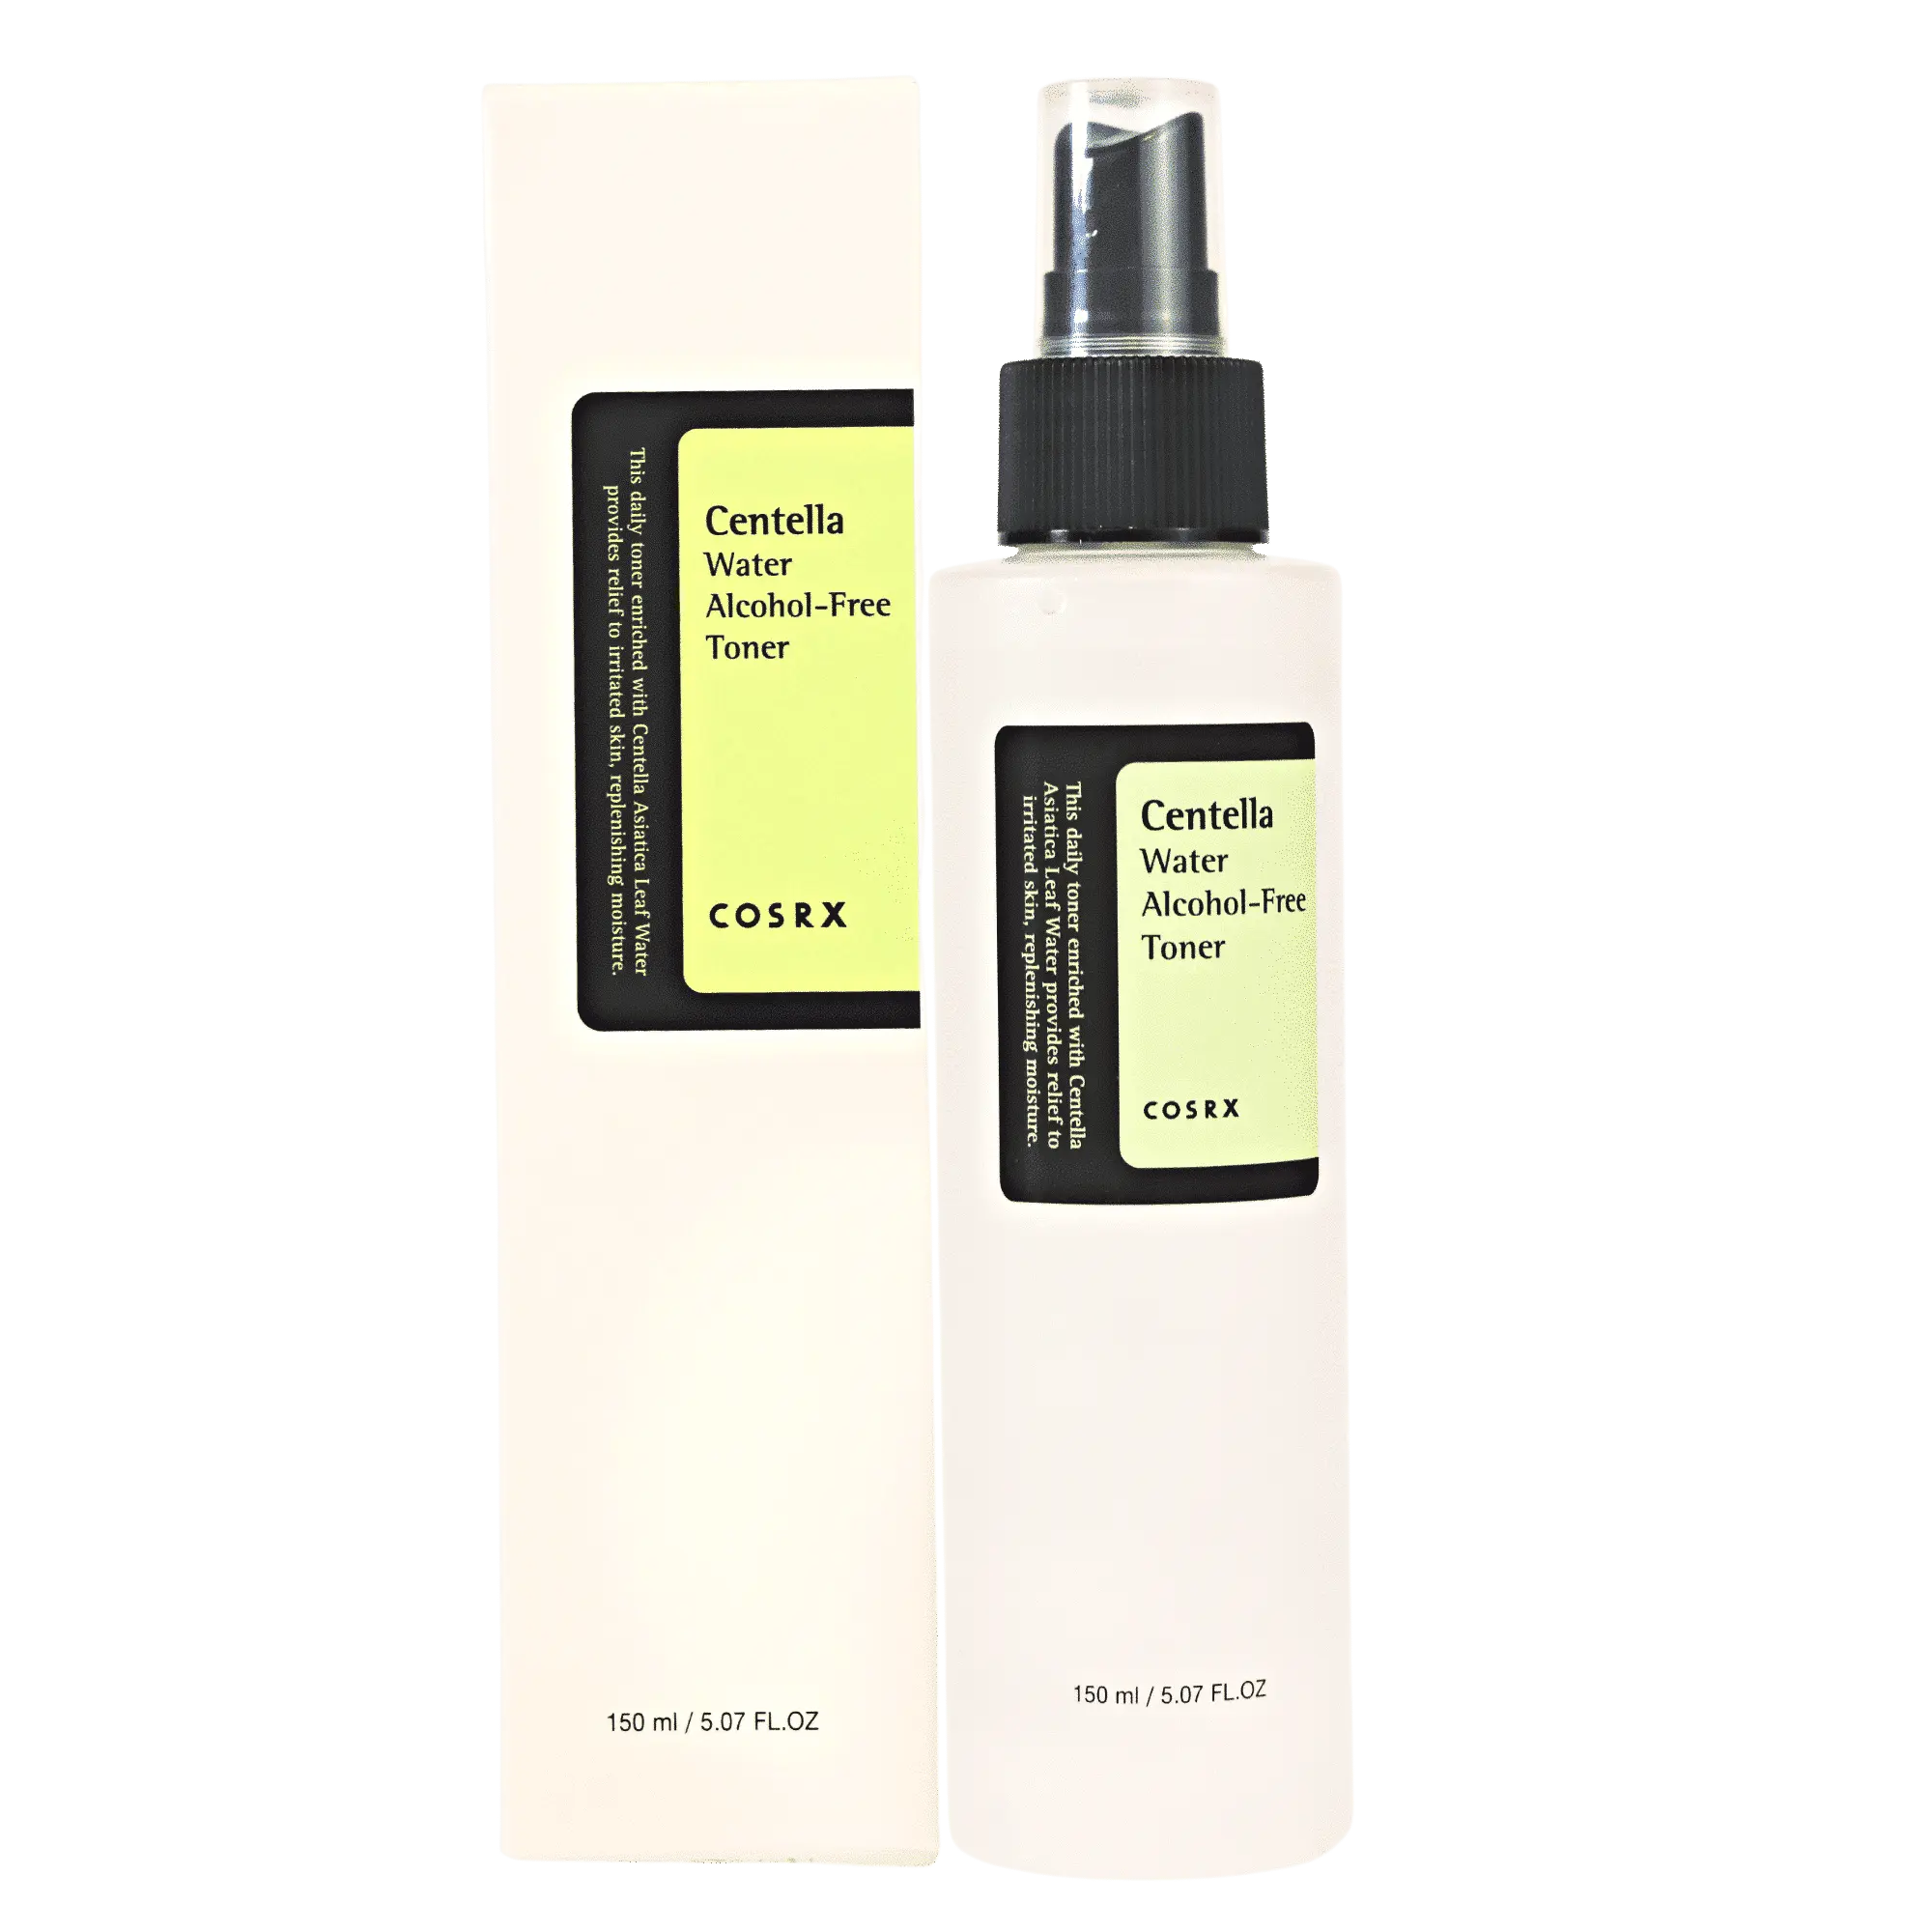 This daily toner enriched with Centella Asiatica Leaf Water
provides relief to irritated skin, replenishing moisture.
Centella
Water
Alcohol-Free
Toner
COSRX
150 ml / 5.07 FL.OZ
This daily toner enriched with Centella
Asiatica Leaf Water provides relief to
irritated skin, replenishing moisture.
Centella
Water
Alcohol-Free
Toner
COSRX
150 ml / 5.07 FL.OZ